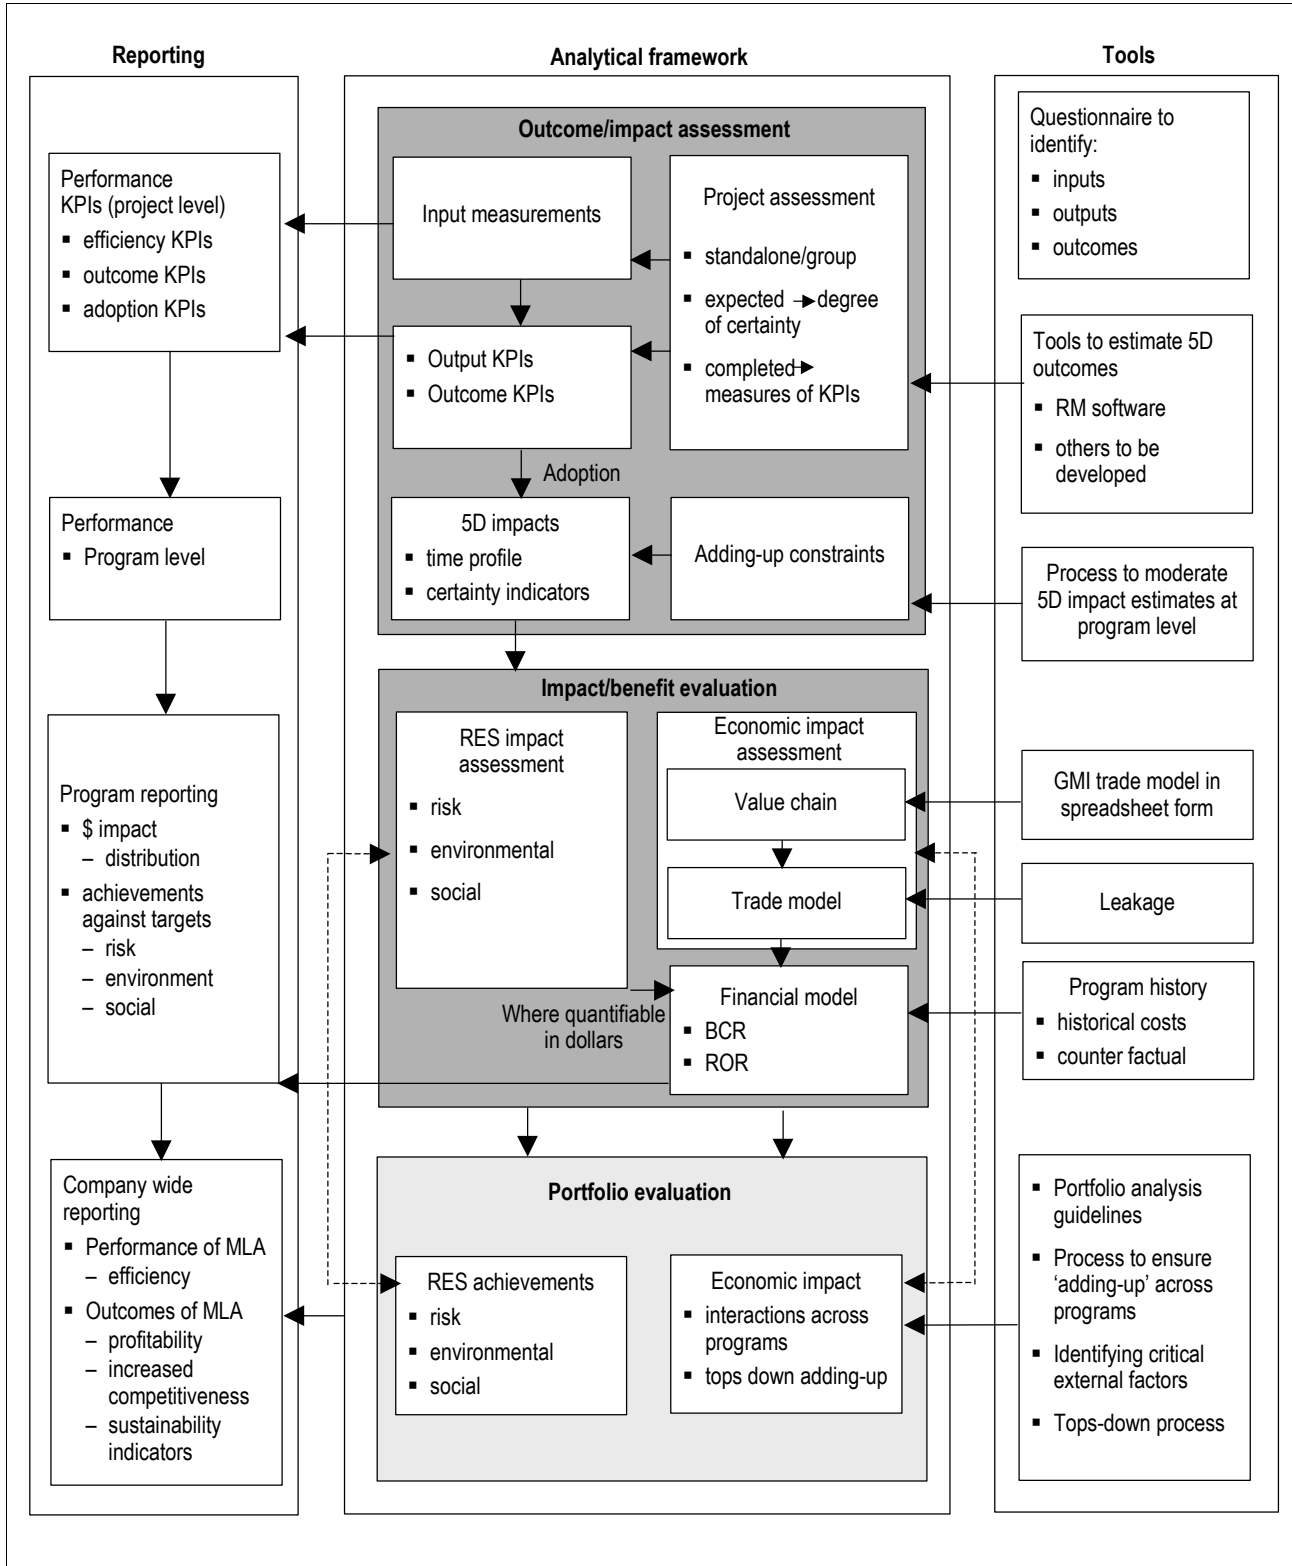 Reporting
Performance
KPIs (project level)
▪ efficiency KPIs
▪ outcome KPIs
▪ adoption KPIs
Performance
▪ Program level
Program reporting
▪ $ impact
– distribution
▪ achievements
against targets
– risk
– environment
– social
Company wide
reporting
▪ Performance of MLA
– efficiency
▪ Outcomes of MLA
– profitability
– increased
competitiveness
– sustainability
indicators
Analytical framework
Outcome/impact assessment
Input measurements
Project assessment
▪ standalone/group
▪ expected → degree
of certainty
▪ completed →
measures of KPIs
▪ Output KPIs
▪ Outcome KPIs
Adoption
5D impacts
▪ time profile
▪ certainty indicators
Adding-up constraints
Impact/benefit evaluation
RES impact
assessment
▪ risk
▪ environmental
▪ social
Economic impact
assessment
Value chain
Trade model
Where quantifiable
in dollars
Financial model
▪ BCR
▪ ROR
Portfolio evaluation
RES achievements
▪ risk
▪ environmental
▪ social
Economic impact
▪ interactions across
programs
▪ tops down adding-up
Tools
Questionnaire to
identify:
▪ inputs
▪ outputs
▪ outcomes
Tools to estimate 5D
outcomes
▪ RM software
▪ others to be
developed
Process to moderate
5D impact estimates at
program level
GMI trade model in
spreadsheet form
Leakage
Program history
▪ historical costs
▪ counter factual
▪ Portfolio analysis
guidelines
▪ Process to ensure
‘adding-up’ across
programs
▪ Identifying critical
external factors
▪ Tops-down process